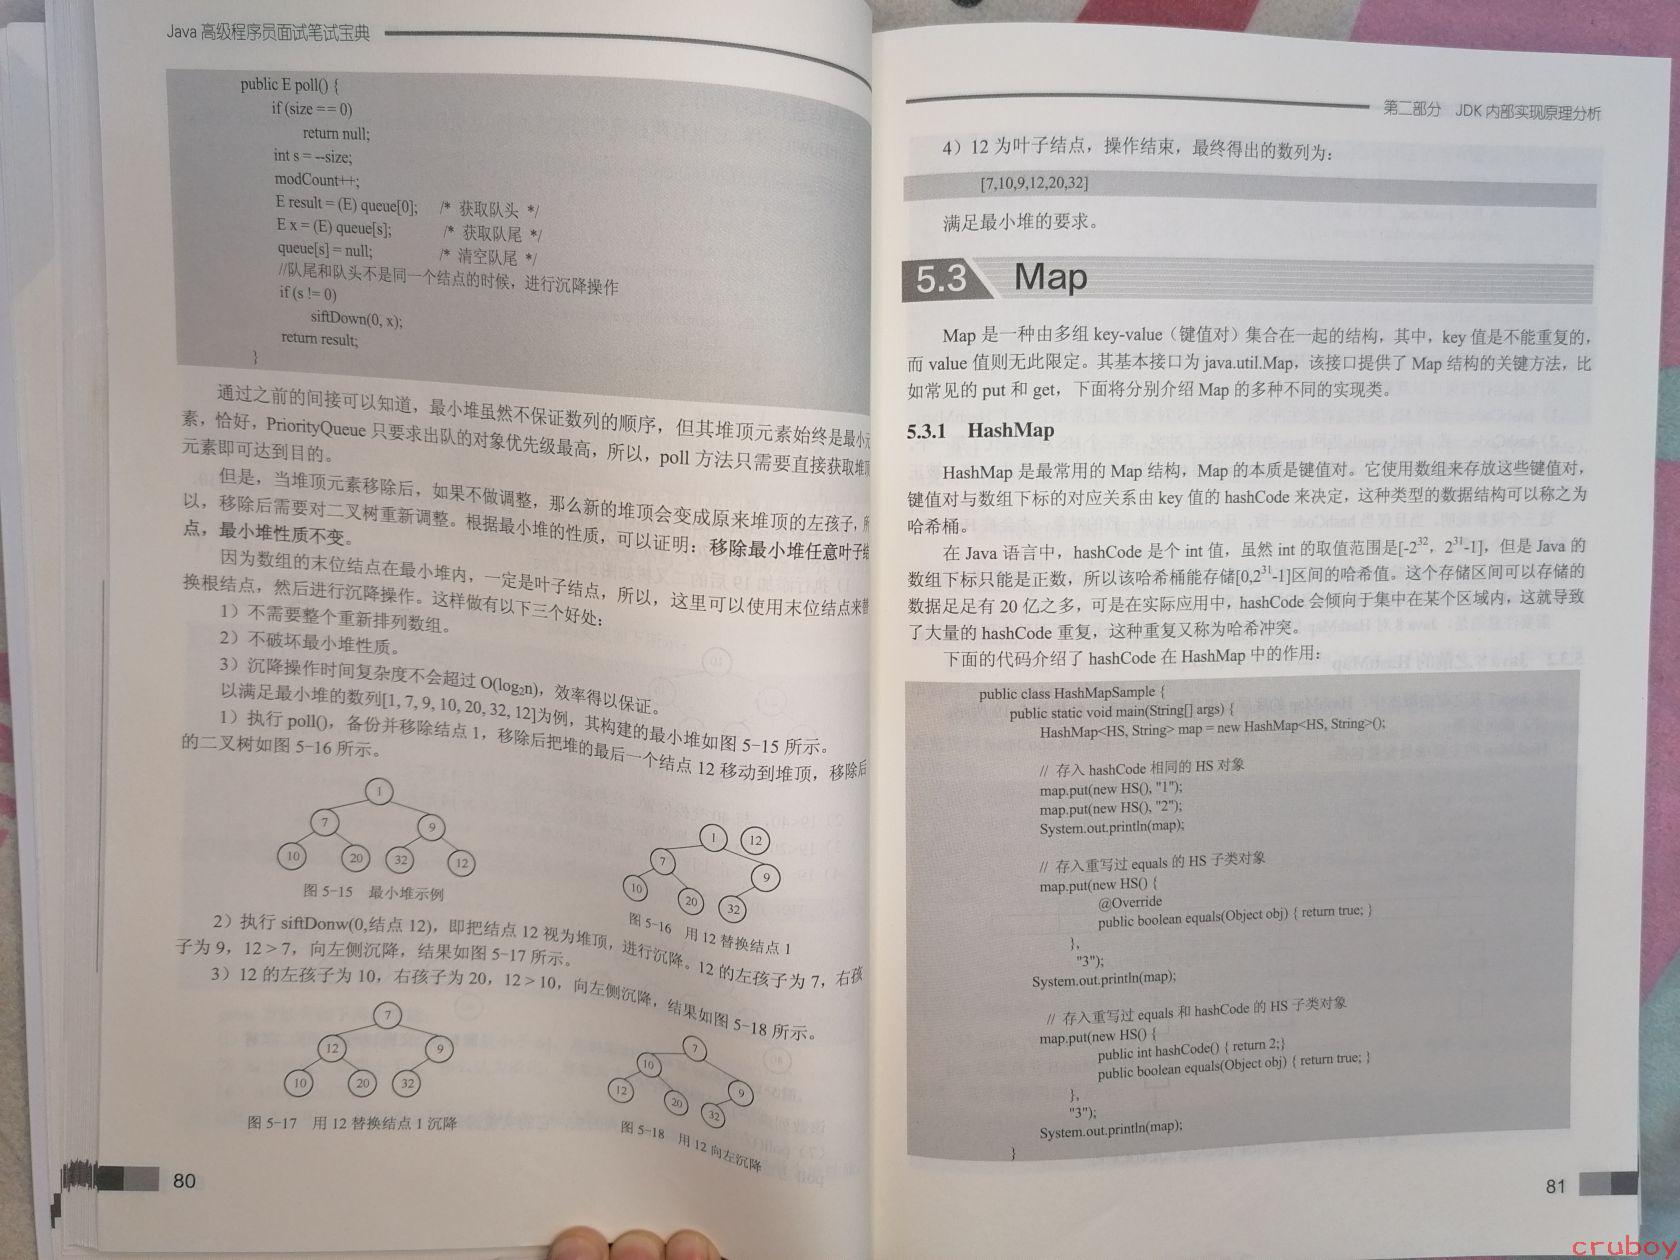 Java 高级程序员面试笔试宝典
public E poll() {
if (size == 0)
return null;
int s = --size;
modCount++;
E result = (E) queue[0]; /* 获取队头 */
E x = (E) queue[s]; /* 获取队尾 */
queue[s] = null; /* 清空队尾 */
//队尾和队头不是同一个结点的时候，进行沉降操作
if (s != 0)
siftDown(0, x);
return result;
}
通过之前的间接可以知道，最小堆虽然不保证数列的顺序，但其堆顶元素始终是最小元
素，恰好，PriorityQueue 只要求出队的对象优先级最高，所以，poll 方法只需要直接获取堆顶
元素即可达到目的。
但是，当堆顶元素移除后，如果不做调整，那么新的堆顶会变成原来堆顶的左孩子，所
以，移除后需要对二叉树重新调整。根据最小堆的性质，可以证明：移除最小堆任意叶子结
点，最小堆性质不变。
因为数组的末位结点在最小堆内，一定是叶子结点，所以，这里可以使用末位结点来替
换根结点，然后进行沉降操作。这样做有以下三个好处：
1）不需要整个重新排列数组。
2）不破坏最小堆性质。
3）沉降操作时间复杂度不会超过 O(log₂n)，效率得以保证。
以满足最小堆的数列[1, 7, 9, 10, 20, 32, 12]为例，其构建的最小堆如图 5-15 所示。
1）执行 poll()，备份并移除结点 1，移除后把堆的最后一个结点 12 移动到堆顶，移除后
的二叉树如图 5-16 所示。
1
7 9
10 20 32 12
图 5-15 最小堆示例
1 12
7 9
10 20 32
图 5-16 用 12 替换结点 1
2）执行 siftDonw(0,结点 12)，即把结点 12 视为堆顶，进行沉降。12 的左孩子为 7，右孩
子为 9，12 > 7，向左侧沉降，结果如图 5-17 所示。
3）12 的左孩子为 10，右孩子为 20，12 > 10，向左侧沉降，结果如图 5-18 所示。
7
12 9
10 20 32
图 5-17 用 12 替换结点 1 沉降
7
10 9
12 20 32
图 5-18 用 12 向左沉降
80
第二部分 JDK 内部实现原理分析
4）12 为叶子结点，操作结束，最终得出的数列为：
[7,10,9,12,20,32]
满足最小堆的要求。
5.3 Map
Map 是一种由多组 key-value（键值对）集合在一起的结构，其中，key 值是不能重复的，
而 value 值则无此限定。其基本接口为 java.util.Map，该接口提供了 Map 结构的关键方法，比
如常见的 put 和 get，下面将分别介绍 Map 的多种不同的实现类。
5.3.1 HashMap
HashMap 是最常用的 Map 结构，Map 的本质是键值对。它使用数组来存放这些键值对，
键值对与数组下标的对应关系由 key 值的 hashCode 来决定，这种类型的数据结构可以称之为
哈希桶。
在 Java 语言中，hashCode 是个 int 值，虽然 int 的取值范围是[-2³²，2³¹-1]，但是 Java 的
数组下标只能是正数，所以该哈希桶能存储[0,2³¹-1]区间的哈希值。这个存储区间可以存储的
数据足足有 20 亿之多，可是在实际应用中，hashCode 会倾向于集中在某个区域内，这就导致
了大量的 hashCode 重复，这种重复又称为哈希冲突。
下面的代码介绍了 hashCode 在 HashMap 中的作用：
public class HashMapSample {
public static void main(String[] args) {
HashMap<HS, String> map = new HashMap<HS, String>();
// 存入 hashCode 相同的 HS 对象
map.put(new HS(), "1");
map.put(new HS(), "2");
System.out.println(map);
// 存入重写过 equals 的 HS 子类对象
map.put(new HS() {
@Override
public boolean equals(Object obj) { return true; }
},
"3");
System.out.println(map);
// 存入重写过 equals 和 hashCode 的 HS 子类对象
map.put(new HS() {
public int hashCode() { return 2;}
public boolean equals(Object obj) { return true; }
},
"3");
System.out.println(map);
}
81
cruboy